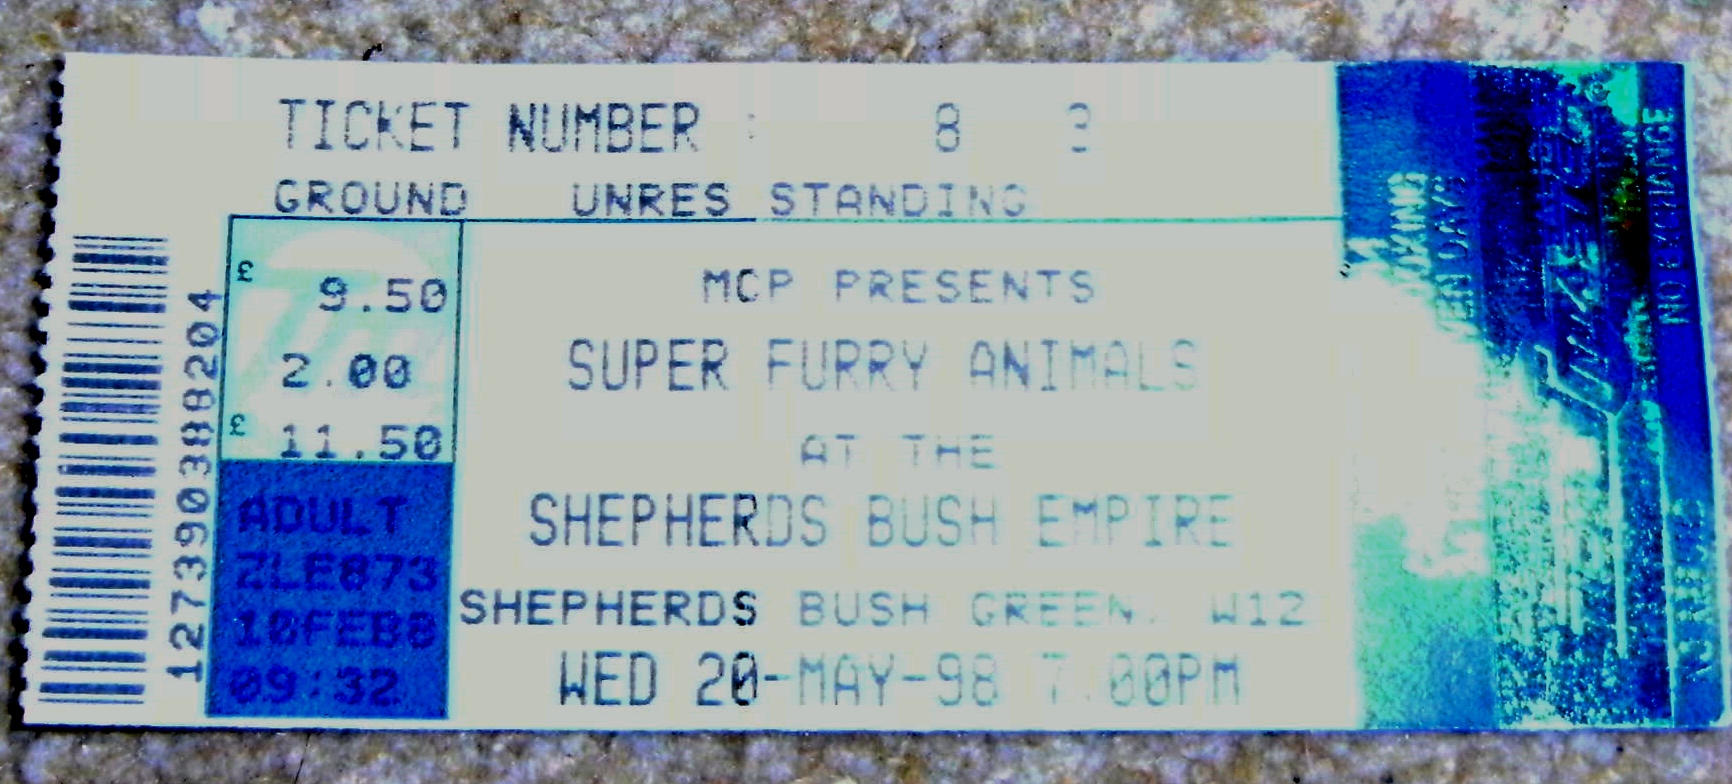 TICKET NUMBER : 8 3
GROUND UNRES STANDING
£ 9.50
2.00
£ 11.50
ADULT
ZLE873
10FEB8
09:32
127390388204
MCP PRESENTS
SUPER FURRY ANIMALS
AT THE
SHEPHERDS BUSH EMPIRE
SHEPHERDS BUSH GREEN, W12
WED 20-MAY-98 7.00PM
NO EXCHANGE